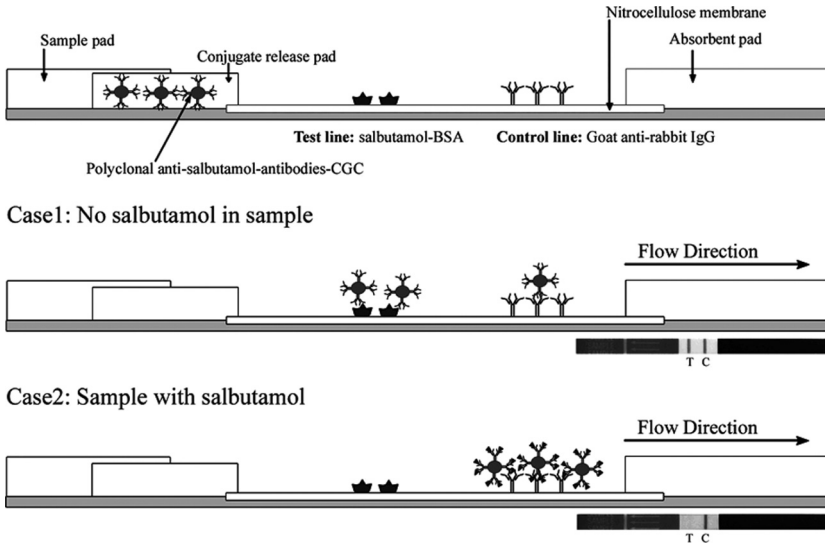 Nitrocellulose membrane
Sample pad
Conjugate release pad
Absorbent pad
Test line: salbutamol-BSA
Control line: Goat anti-rabbit IgG
Polyclonal anti-salbutamol-antibodies-CGC
Case1: No salbutamol in sample
Flow Direction
T C
Case2: Sample with salbutamol
Flow Direction
T C